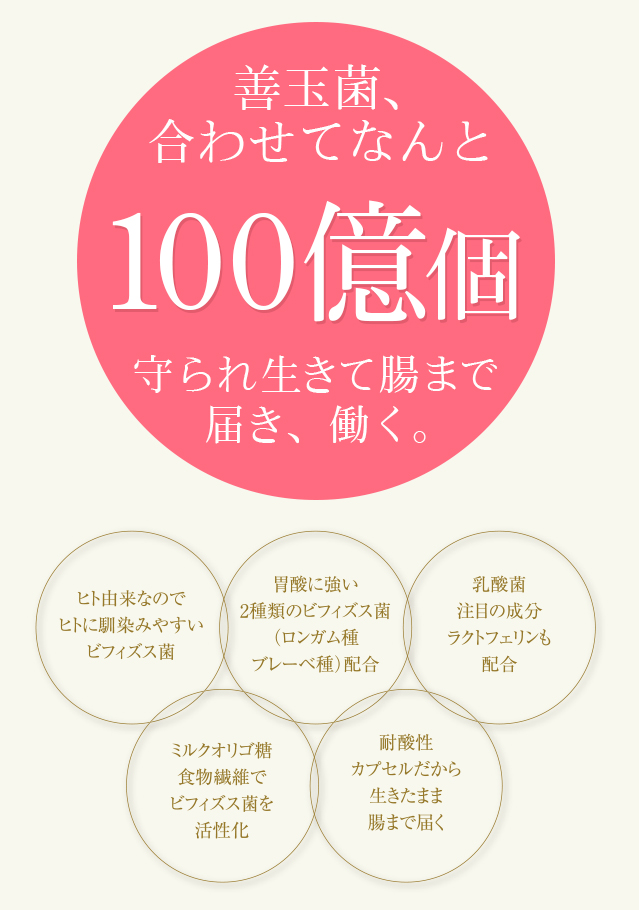 善玉菌、
合わせてなんと
100億個
守られ生きて腸まで
届き、働く。
ヒト由来なので
ヒトに馴染みやすい
ビフィズス菌
胃酸に強い
2種類のビフィズス菌
（ロンガム種
ブレーベ種）配合
乳酸菌
注目の成分
ラクトフェリンも
配合
ミルクオリゴ糖
食物繊維で
ビフィズス菌を
活性化
耐酸性
カプセルだから
生きたまま
腸まで届く